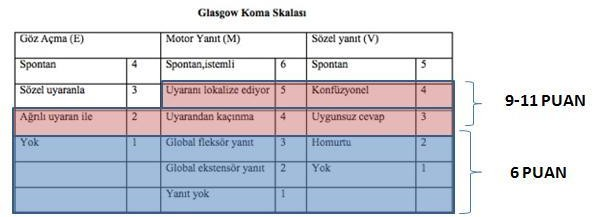 Glasgow Koma Skalası
Göz Açma (E) Motor Yanıt (M) Sözel yanıt (V)
Spontan 4 Spontan,istemli 6 Spontan 5
Sözel uyaranla 3 Uyaranı lokalize ediyor 5 Konfüzyonel 4
Ağrılı uyaran ile 2 Uyarandan kaçınma 4 Uygunsuz cevap 3
Yok 1 Global fleksör yanıt 3 Homurtu 2
Global ekstensör yanıt 2 Yok 1
Yanıt yok 1
9-11 PUAN
6 PUAN